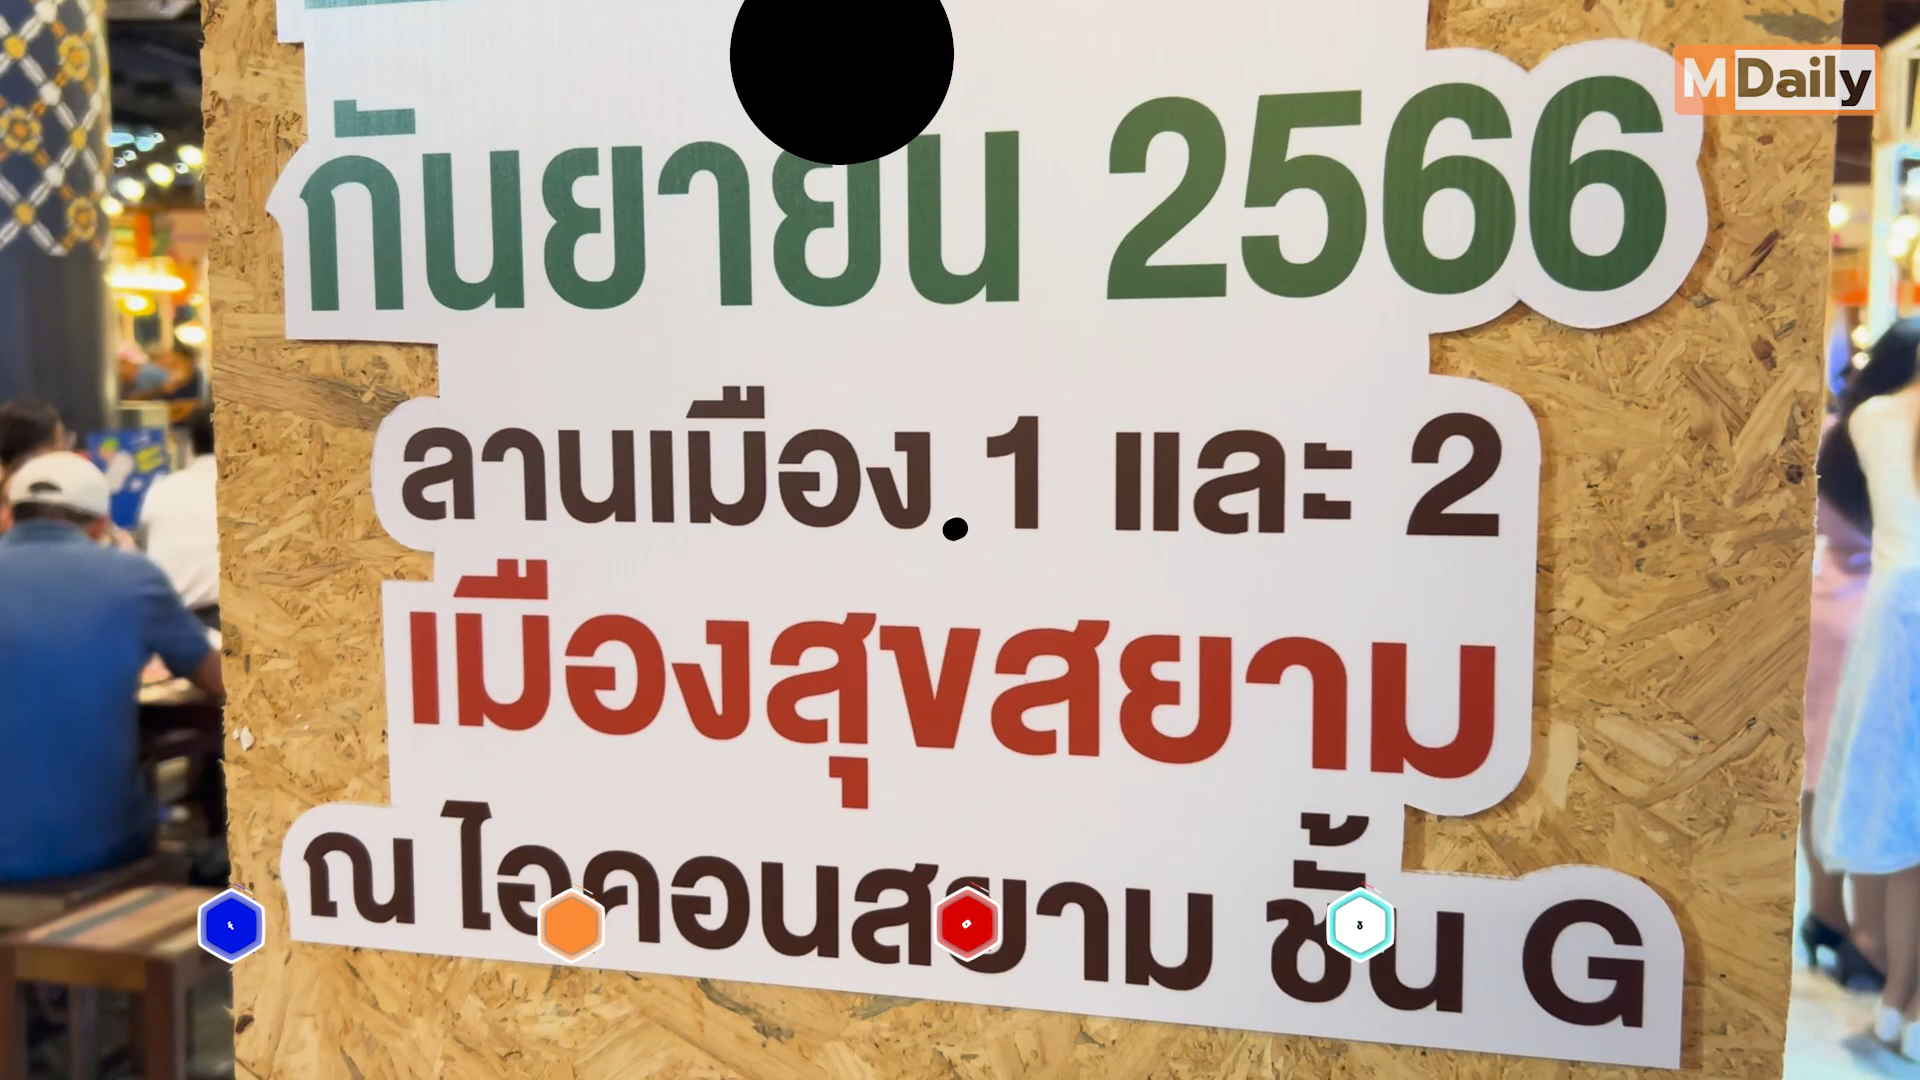 MDaily
กันยายน 2566
ลานเมือง 1 และ 2
เมืองสุขสยาม
ณ ไอคอนสยาม ชั้น G